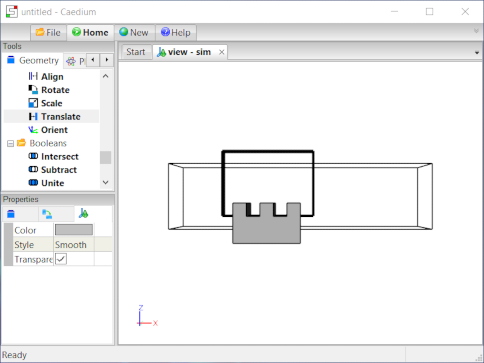 untitled - Caedium
File Home New Help
Tools
Geometry
Start view - sim
Align
Rotate
Scale
Translate
Orient
Booleans
Intersect
Subtract
Unite
Properties
Color
Style Smooth
Transpare
Z
X
Ready